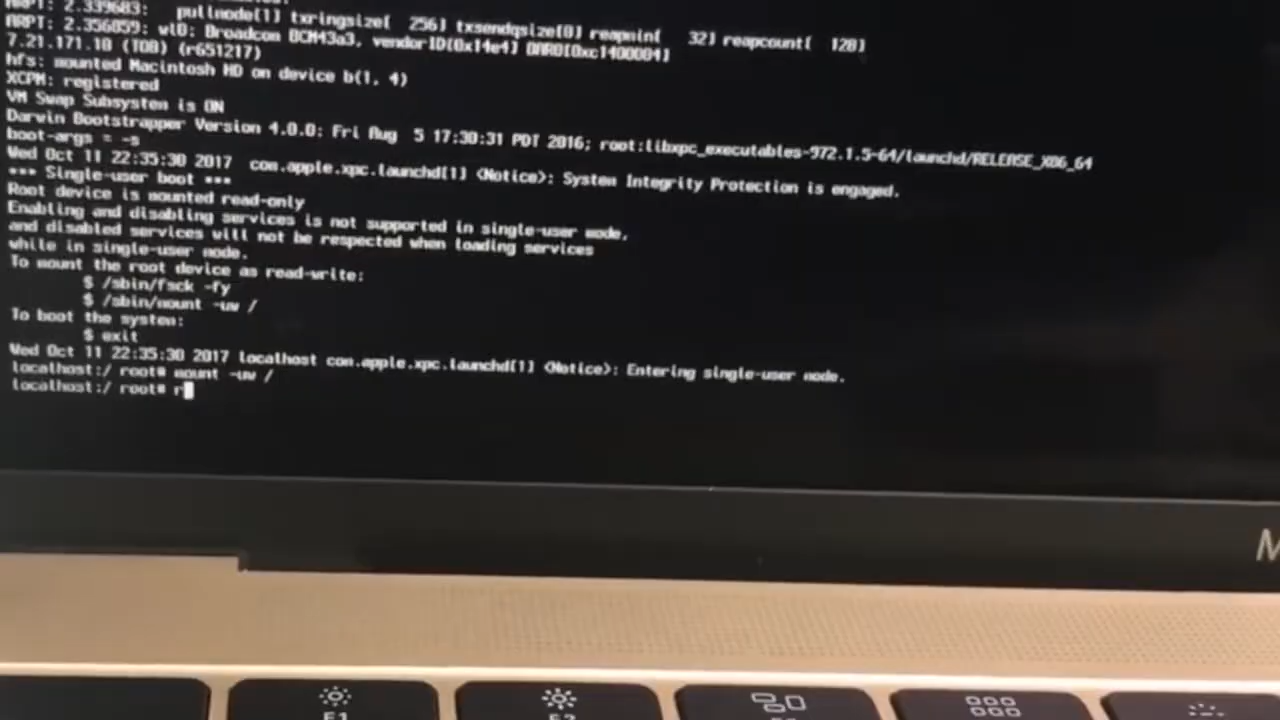 ARPT: 2.339683: pullnode[1] txringsize[ 256] txsendqsize[0] reapmin[ 32] reapcount[ 128]
ARPT: 2.356859: wl0: Broadcom BCM43a3, vendorID[0x14e4] BAR0[0xc1400004]
7.21.171.10 (TOB) (r651217)
hfs: mounted Macintosh HD on device b(1, 4)
XCPM: registered
VM Swap Subsystem is ON
Darwin Bootstrapper Version 4.0.0: Fri Aug 5 17:30:31 PDT 2016; root:libxpc_executables-972.1.5~64/launchd/RELEASE_X86_64
boot-args = -s
Wed Oct 11 22:35:30 2017 com.apple.xpc.launchd[1] <Notice>: System Integrity Protection is engaged.
*** Single-user boot ***
Root device is mounted read-only
Enabling and disabling services is not supported in single-user mode,
and disabled services will not be respected when loading services
while in single-user mode.
To mount the root device as read-write:
$ /sbin/fsck -fy
$ /sbin/mount -uw /
To boot the system:
$ exit
Wed Oct 11 22:35:30 2017 localhost com.apple.xpc.launchd[1] <Notice>: Entering single-user mode.
localhost:/ root# mount -uw /
localhost:/ root# r
M
F1
F2